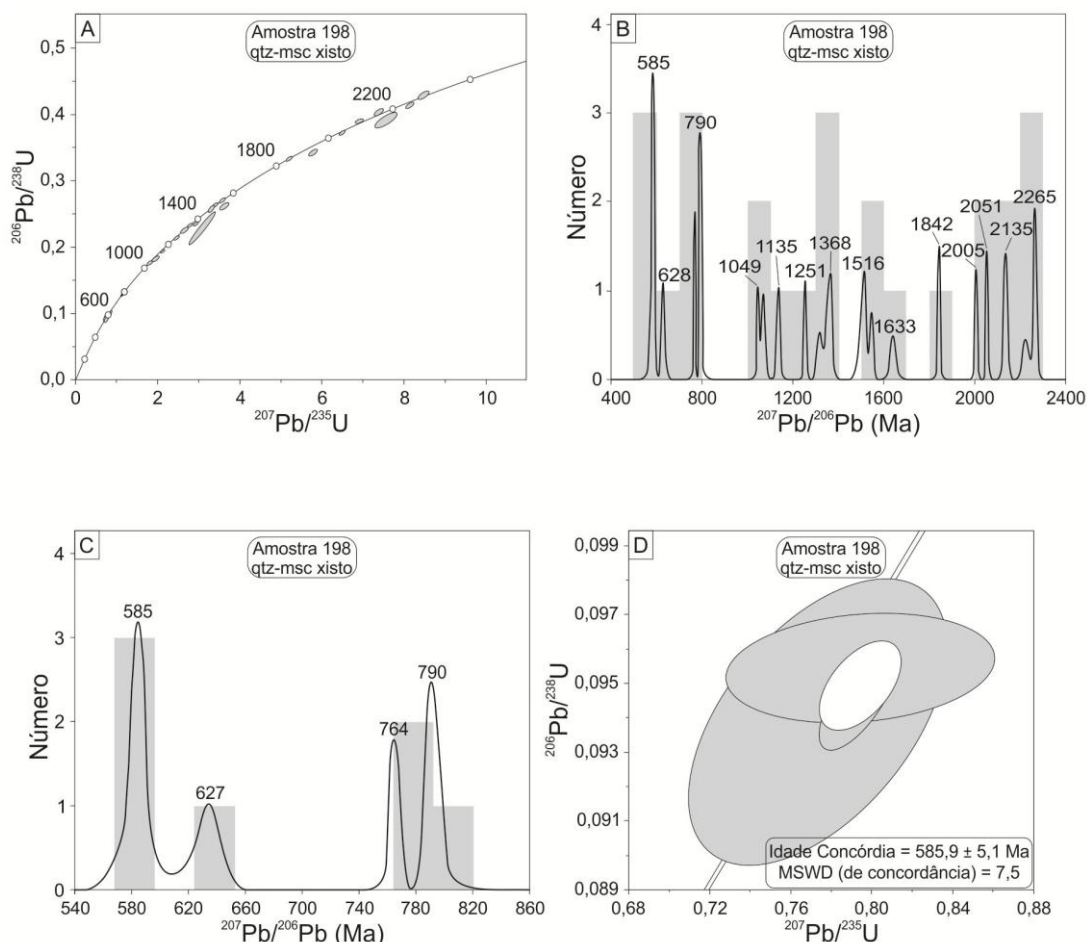 A
Amostra 198
qtz-msc xisto
0,5
0,4
0,3
0,2
0,1
0,0
²⁰⁶Pb/²³⁸U
600
1000
1400
1800
2200
0 2 4 6 8 10
²⁰⁷Pb/²³⁵U
B
Amostra 198
qtz-msc xisto
4
3
2
1
0
Número
585
628
790
1049
1135
1251
1368
1516
1633
1842
2005
2051
2135
2265
400 800 1200 1600 2000 2400
²⁰⁷Pb/²⁰⁶Pb (Ma)
C
Amostra 198
qtz-msc xisto
4
3
2
1
0
Número
585
627
764
790
540 580 620 660 700 740 780 820 860
²⁰⁷Pb/²⁰⁶Pb (Ma)
D
Amostra 198
qtz-msc xisto
0,099
0,097
0,095
0,093
0,091
0,089
²⁰⁶Pb/²³⁸U
Idade Concórdia = 585,9 ± 5,1 Ma
MSWD (de concordância) = 7,5
0,68 0,72 0,76 0,80 0,84 0,88
²⁰⁷Pb/²³⁵U